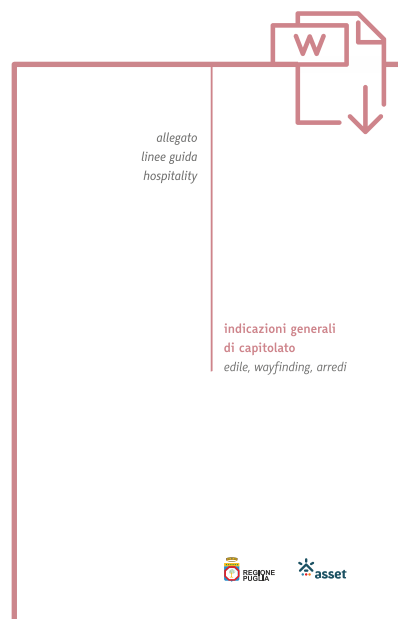 W
allegato
linee guida
hospitality
indicazioni generali
di capitolato
edile, wayfinding, arredi
REGIONE
PUGLIA
asset